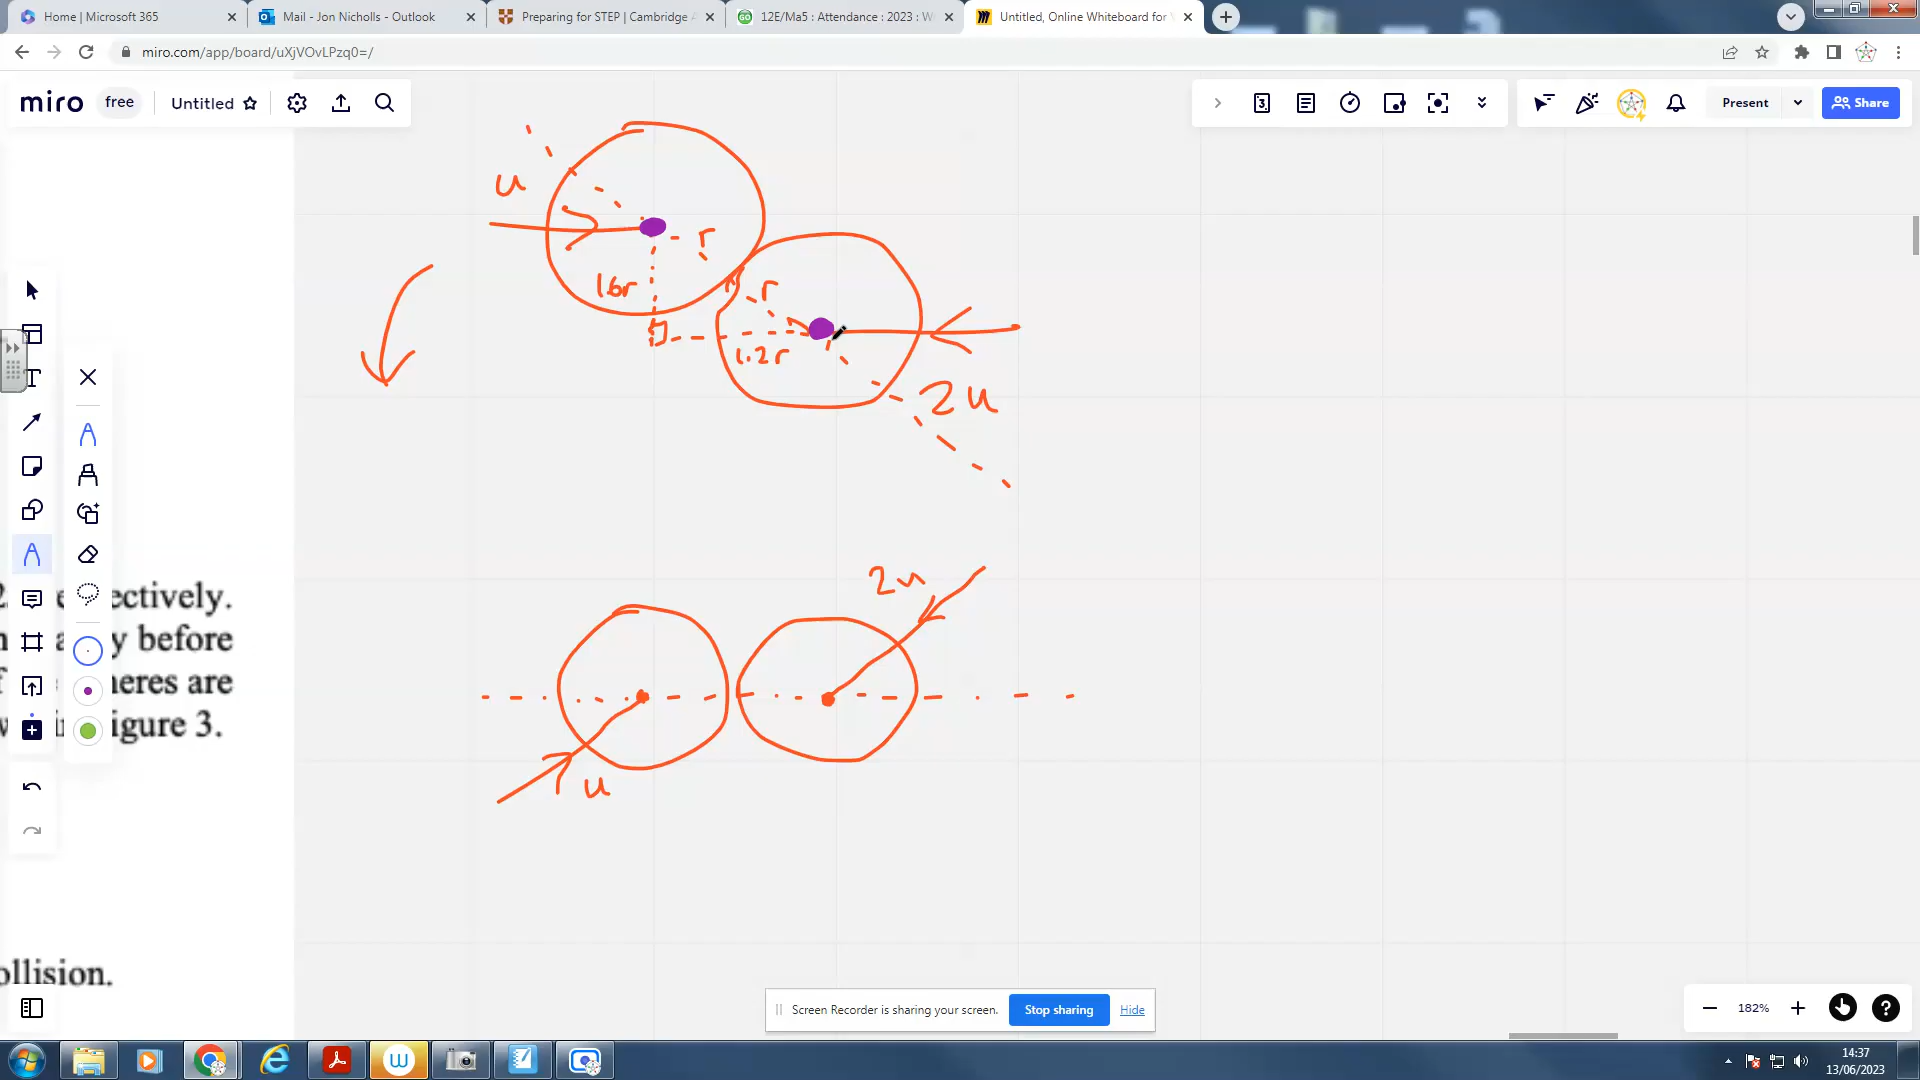 Home | Microsoft 365
Mail - Jon Nicholls - Outlook
Preparing for STEP | Cambridge
12E/Ma5 : Attendance : 2023 : W
Untitled, Online Whiteboard for
miro.com/app/board/uXjVOvLPzq0=/
miro free Untitled
Present
Share
u
r
1.6r
r
1.2r
2u
2u
u
ectively.
y before
heres are
igure 3.
ollision.
Screen Recorder is sharing your screen. Stop sharing Hide
182%
14:37
13/06/2023